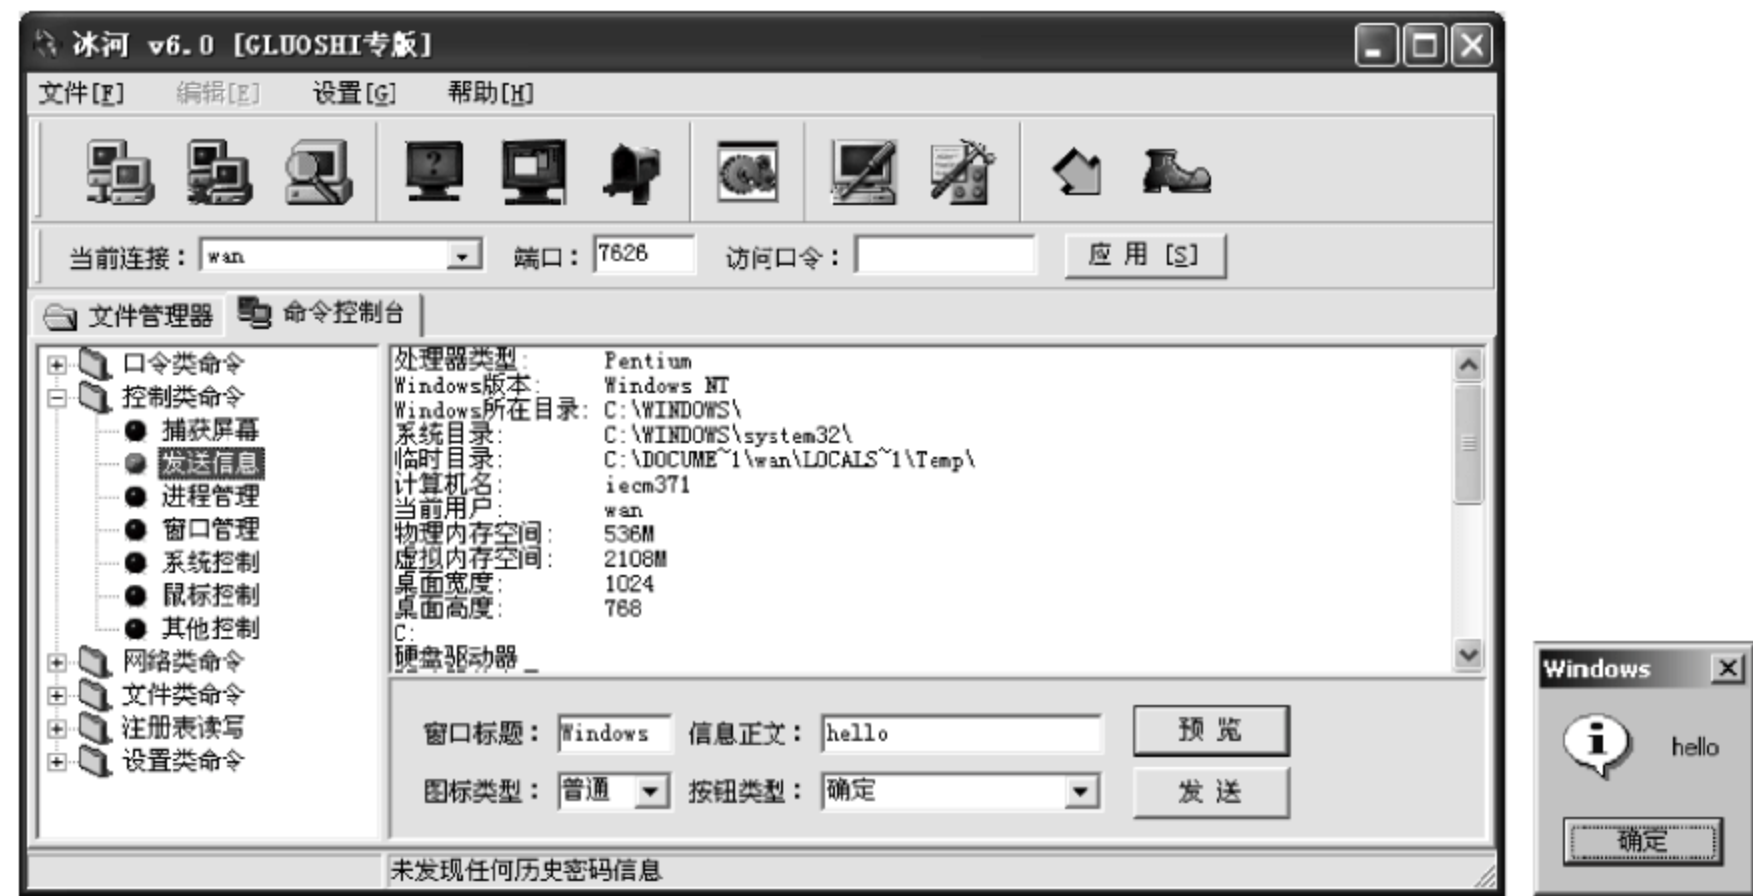 冰河 v6.0 [GLUOSHI专版]
文件[F] 编辑[E] 设置[G] 帮助[H]
当前连接： wan 端口： 7626 访问口令： 应 用 [S]
文件管理器 命令控制台
口令类命令
控制类命令
捕获屏幕
发送信息
进程管理
窗口管理
系统控制
鼠标控制
其他控制
网络类命令
文件类命令
注册表读写
设置类命令
处理器类型: Pentium
Windows版本: Windows NT
Windows所在目录: C:\WINDOWS\
系统目录: C:\WINDOWS\system32\
临时目录: C:\DOCUME~1\wan\LOCALS~1\Temp\
计算机名: iecm371
当前用户: wan
物理内存空间: 536M
虚拟内存空间: 2108M
桌面宽度: 1024
桌面高度: 768
C:
硬盘驱动器
窗口标题： Windows 信息正文： hello 预 览
图标类型： 普通 按钮类型： 确定 发 送
未发现任何历史密码信息
Windows
hello
确定